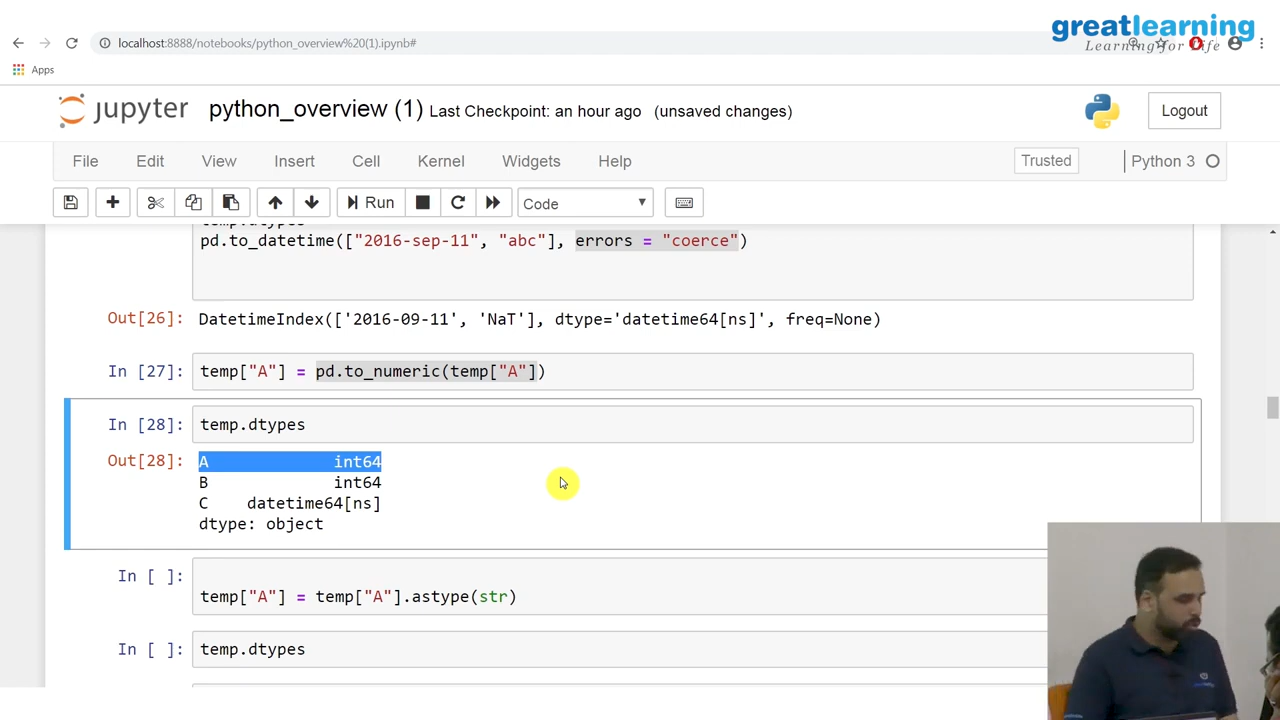 greatlearning
Learning for Life
localhost:8888/notebooks/python_overview%20(1).ipynb#
Apps
jupyter python_overview (1) Last Checkpoint: an hour ago (unsaved changes) Logout
File Edit View Insert Cell Kernel Widgets Help Trusted Python 3
Run Code
temp.dtypes
pd.to_datetime(["2016-sep-11", "abc"], errors = "coerce")
Out[26]: DatetimeIndex(['2016-09-11', 'NaT'], dtype='datetime64[ns]', freq=None)
In [27]: temp["A"] = pd.to_numeric(temp["A"])
In [28]: temp.dtypes
Out[28]: A int64
B int64
C datetime64[ns]
dtype: object
In [ ]:
temp["A"] = temp["A"].astype(str)
In [ ]: temp.dtypes